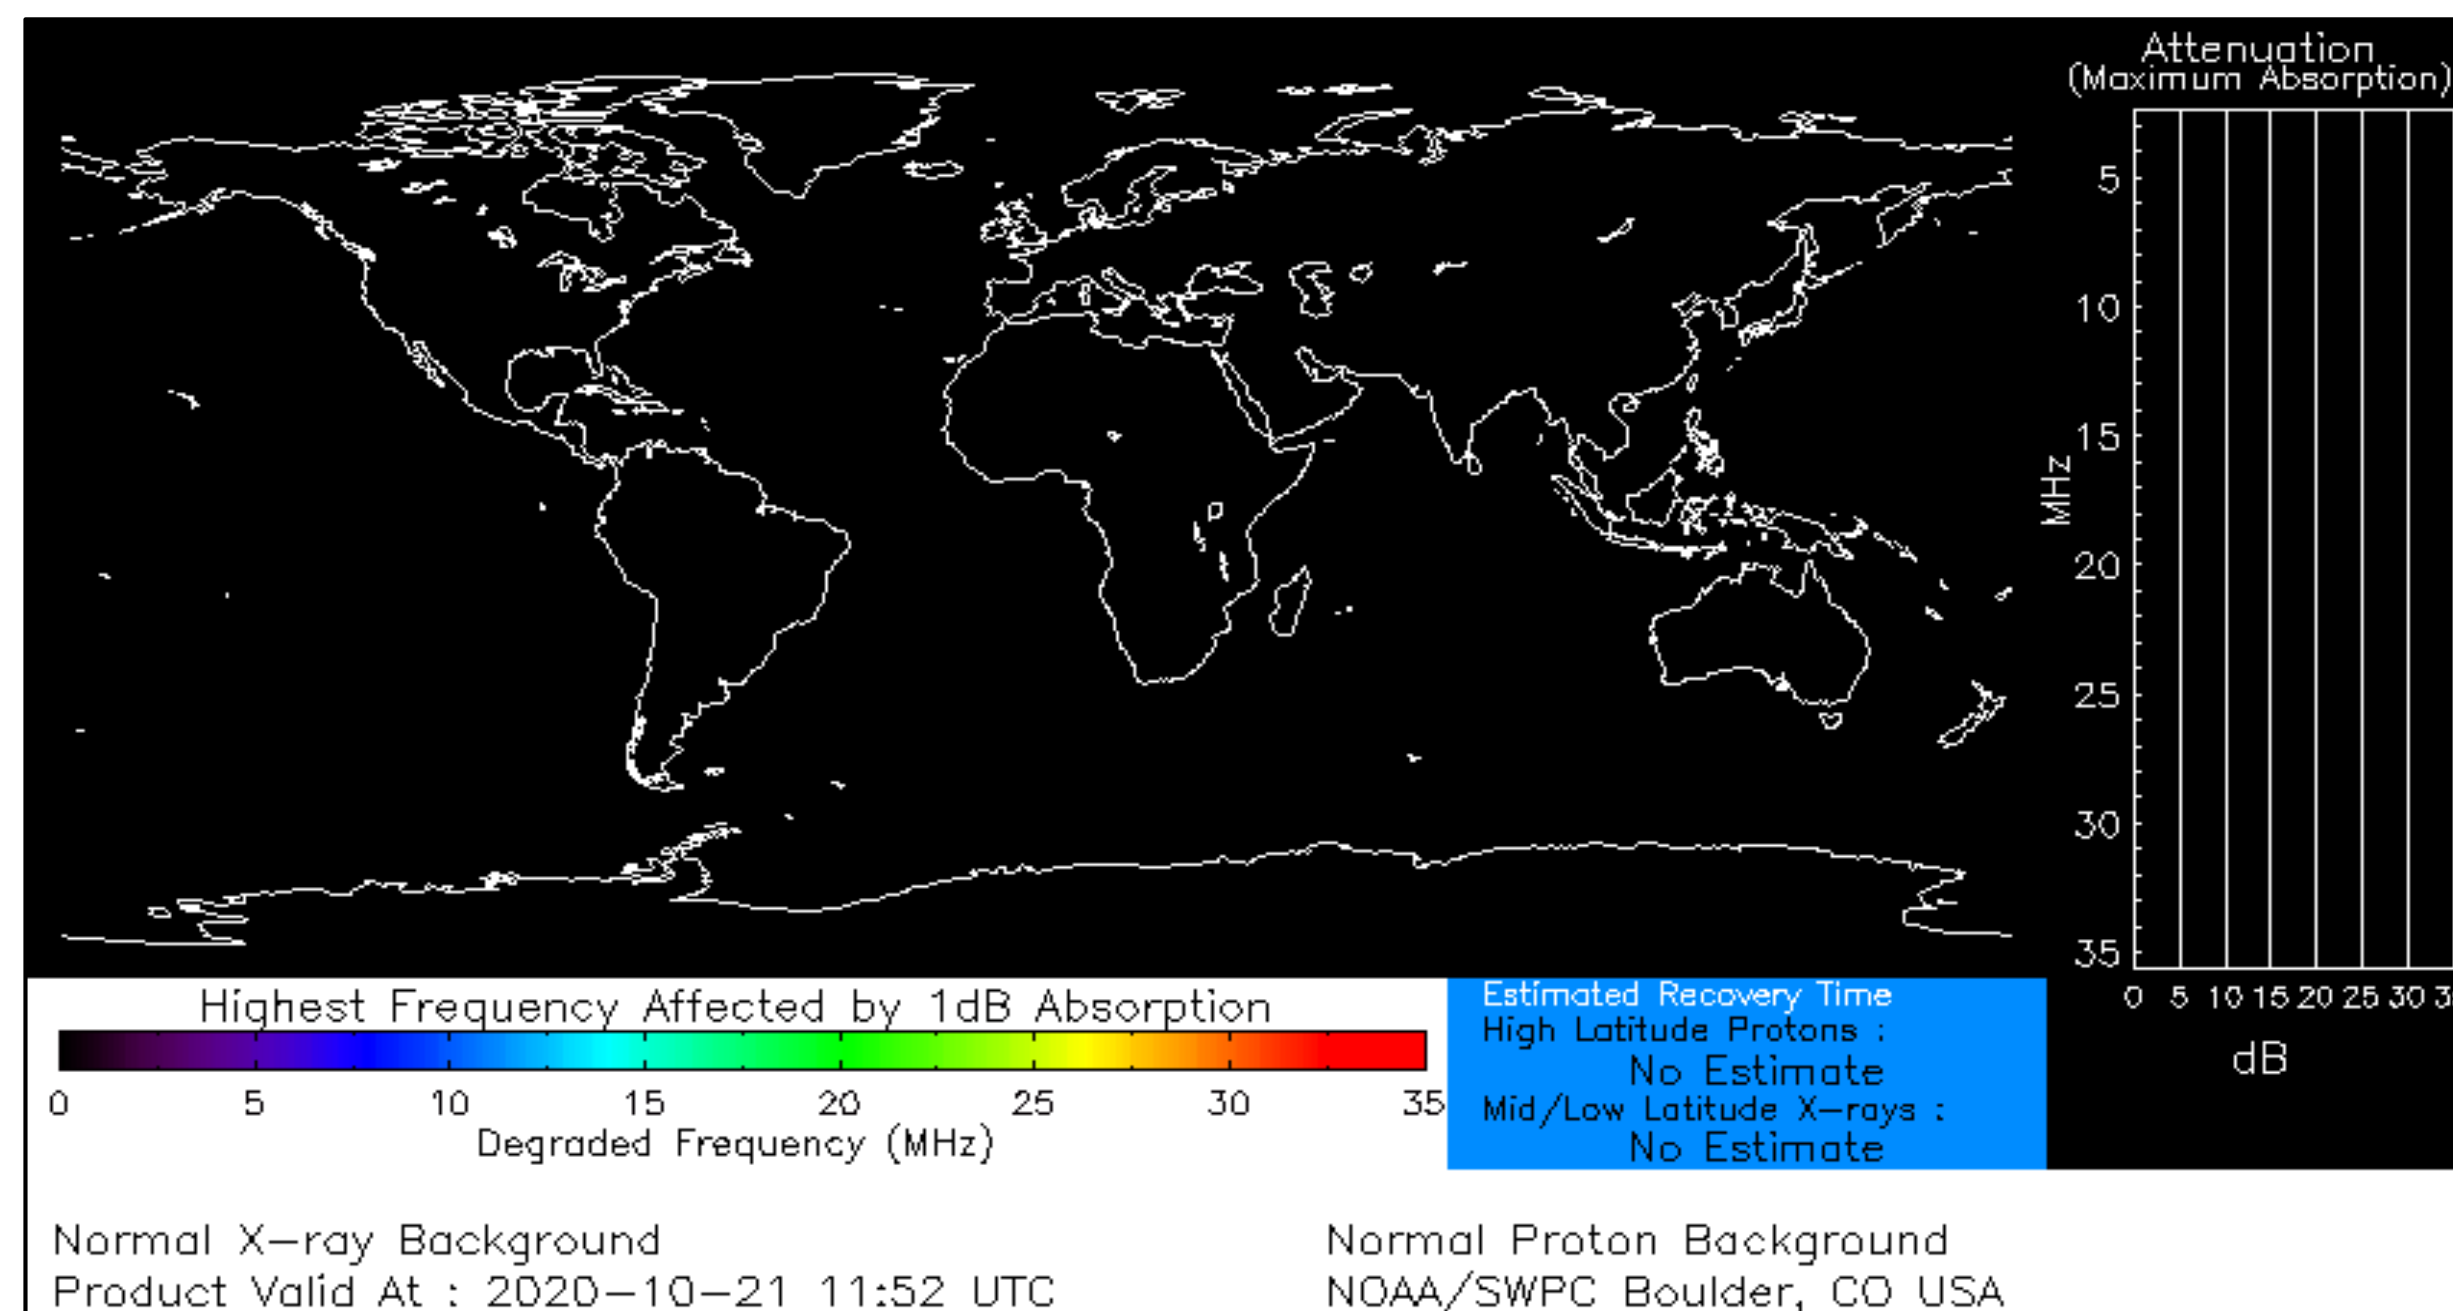 Attenuation
(Maximum Absorption)
5
10
15
20
25
30
35
MHz
0 5 10 15 20 25 30
dB
Highest Frequency Affected by 1dB Absorption
0 5 10 15 20 25 30 35
Degraded Frequency (MHz)
Estimated Recovery Time
High Latitude Protons :
No Estimate
Mid/Low Latitude X-rays :
No Estimate
Normal X-ray Background
Normal Proton Background
Product Valid At : 2020-10-21 11:52 UTC
NOAA/SWPC Boulder, CO USA